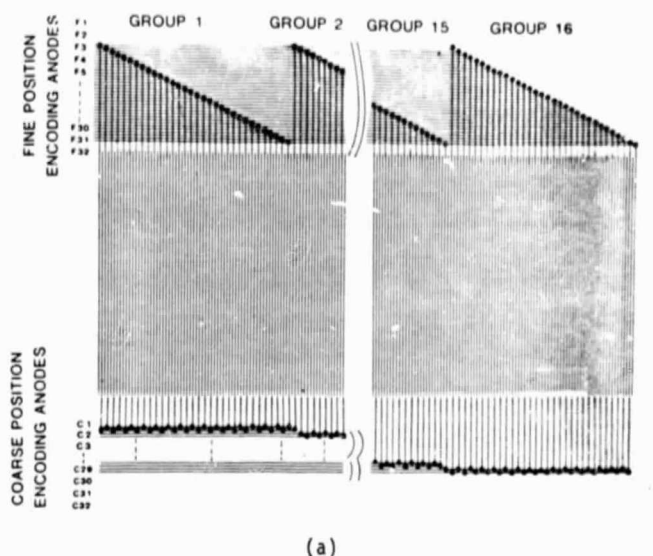 GROUP 1 GROUP 2 GROUP 15 GROUP 16
FINE POSITION
ENCODING ANODES
F1
F2
F3
F4
F5
F30
F31
F32
COARSE POSITION
ENCODING ANODES
C1
C2
C3
C29
C30
C31
C32
(a)